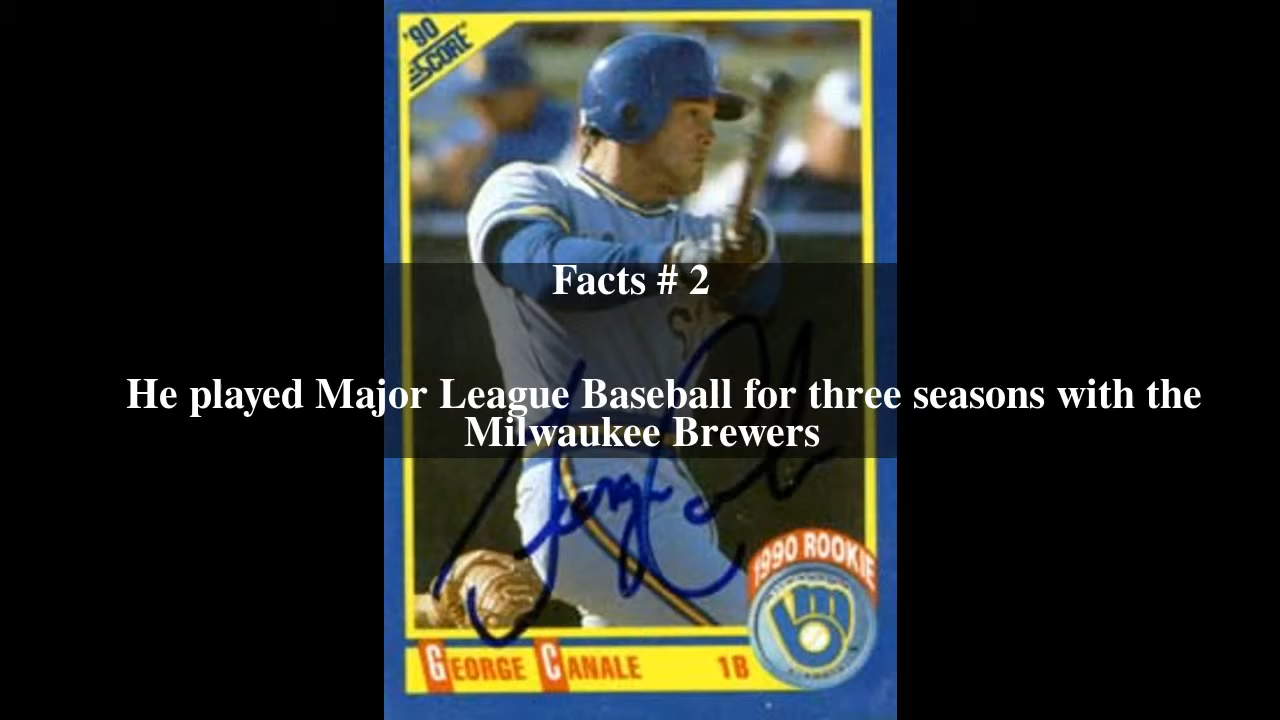 '90
SCORE
Facts # 2
He played Major League Baseball for three seasons with the
Milwaukee Brewers
1990 ROOKIE
GEORGE CANALE 1B